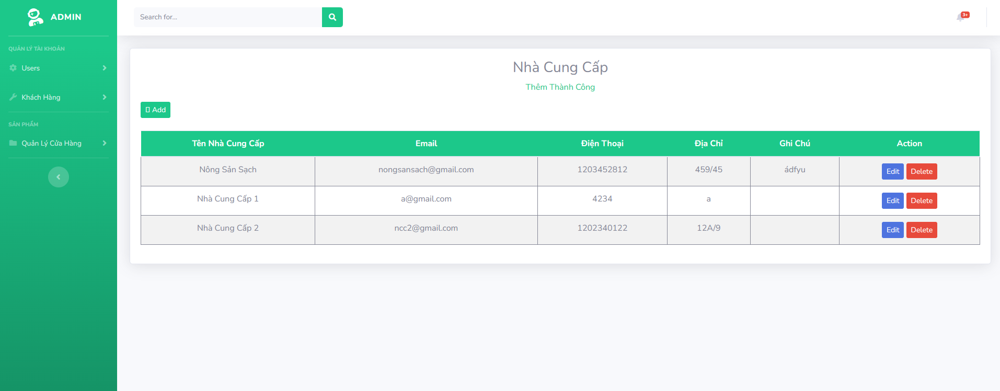 ADMIN
Search for...
3+
QUẢN LÝ TÀI KHOẢN
Users
Khách Hàng
SẢN PHẨM
Quản Lý Cửa Hàng
Nhà Cung Cấp
Thêm Thành Công
Add
Tên Nhà Cung Cấp Email Điện Thoại Địa Chỉ Ghi Chú Action
Nông Sản Sạch nongsansach@gmail.com 1203452812 459/45 ádfyu Edit Delete
Nhà Cung Cấp 1 a@gmail.com 4234 a Edit Delete
Nhà Cung Cấp 2 ncc2@gmail.com 1202340122 12A/9 Edit Delete